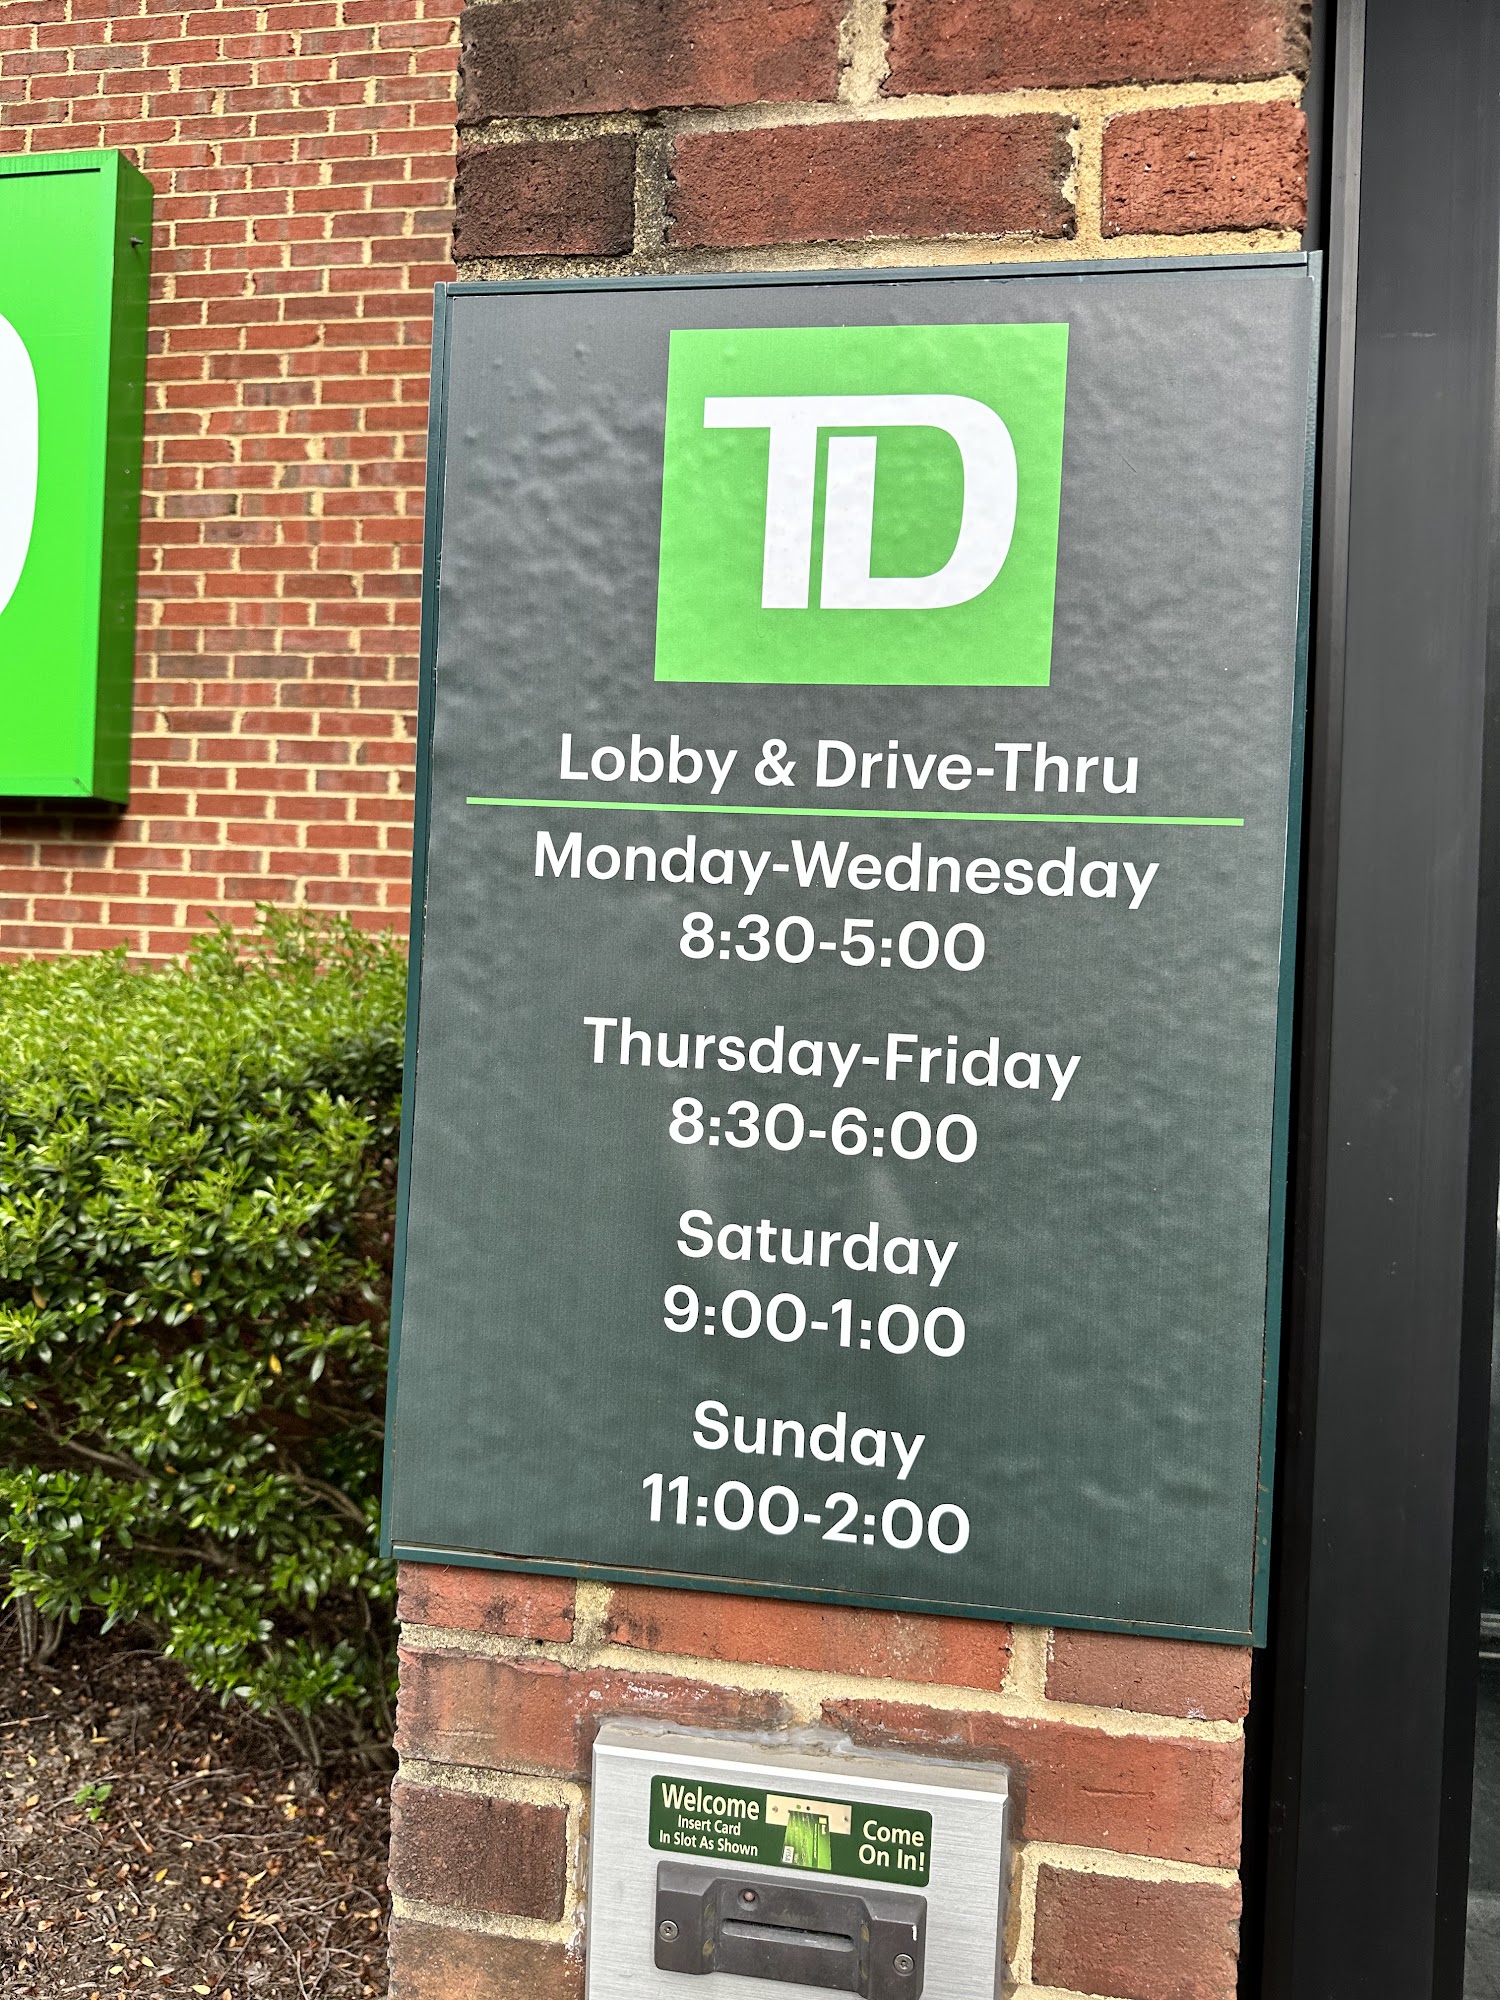 TD
Lobby & Drive-Thru
Monday-Wednesday
8:30-5:00
Thursday-Friday
8:30-6:00
Saturday
9:00-1:00
Sunday
11:00-2:00
Welcome
Insert Card
In Slot As Shown
Come
On In!